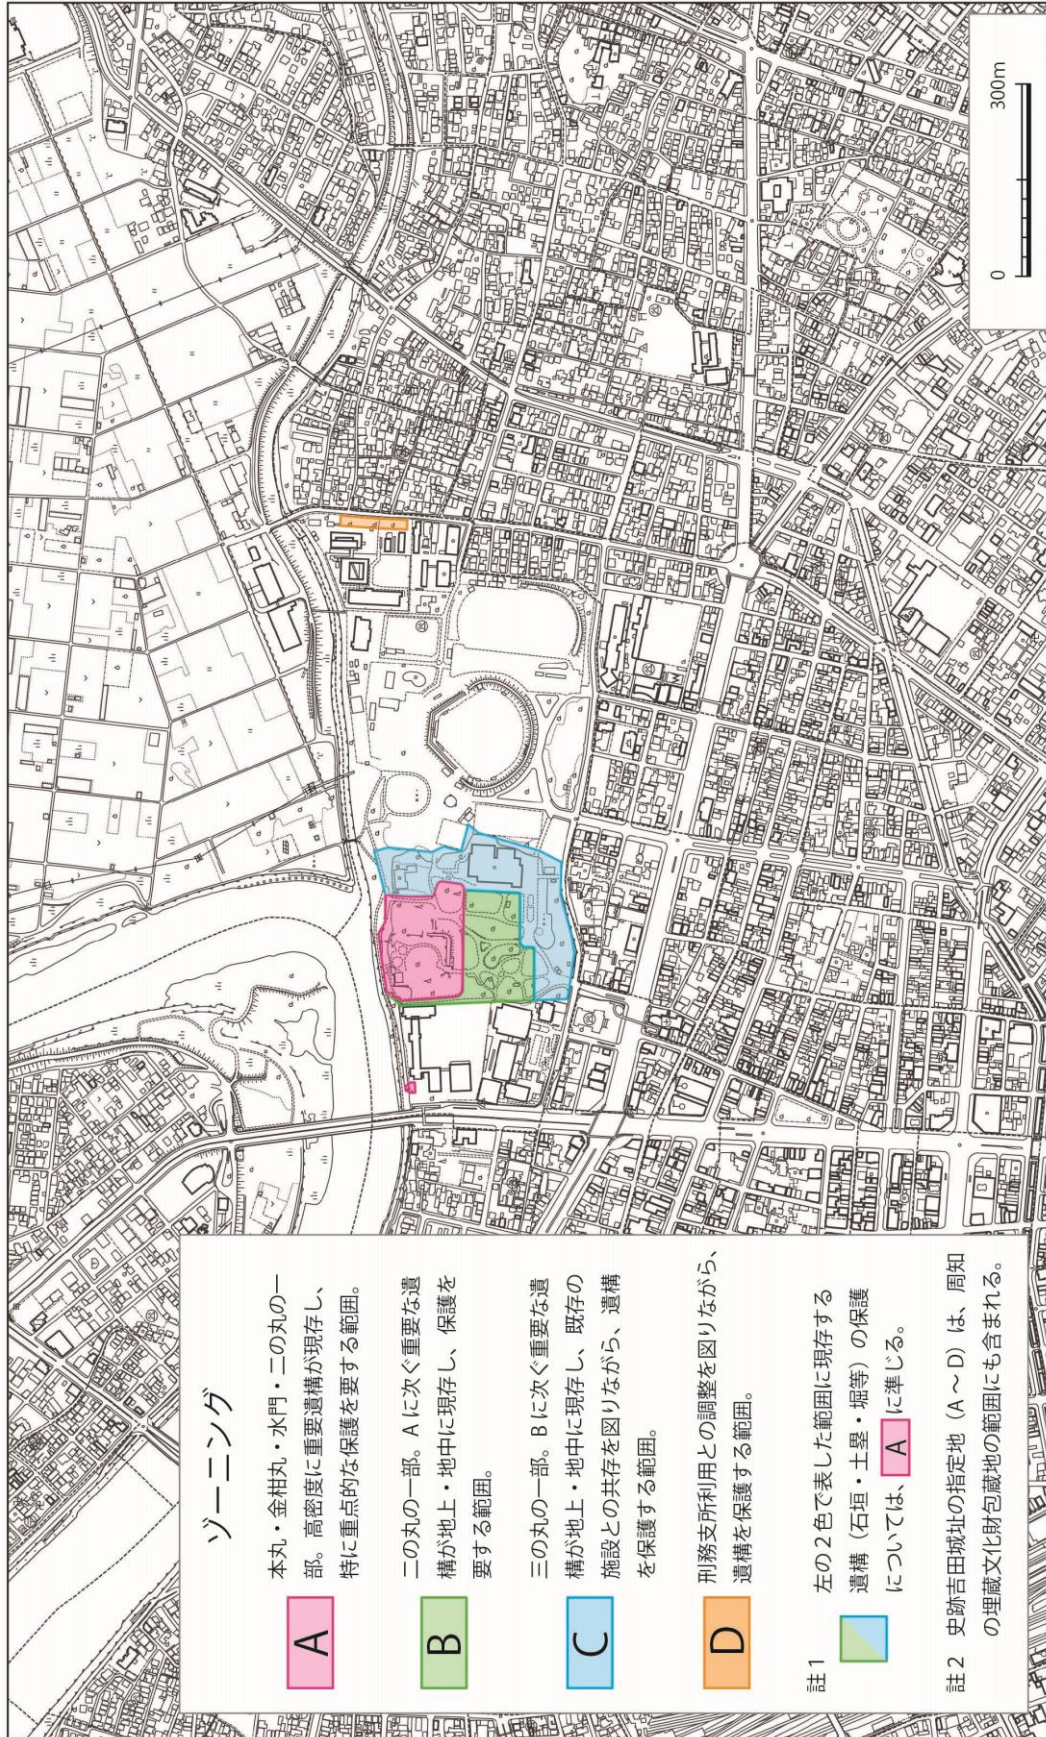 ゾーニング
A
本丸・金柑丸・水門・二の丸の一
部。高密度に重要遺構が現存し、
特に重点的な保護を要する範囲。
B
二の丸の一部。Aに次ぐ重要な遺
構が地上・地中に現存し、保護を
要する範囲。
C
三の丸の一部。Bに次ぐ重要な遺
構が地上・地中に現存し、既存の
施設との共存を図りながら、遺構
を保護する範囲。
D
刑務支所利用との調整を図りながら、
遺構を保護する範囲。
註1
左の2色で表した範囲に現存する
遺構（石垣・土塁・堀等）の保護
については、A に準じる。
註2 史跡吉田城址の指定地（A～D）は、周知
の埋蔵文化財包蔵地の範囲にも含まれる。
0 300m